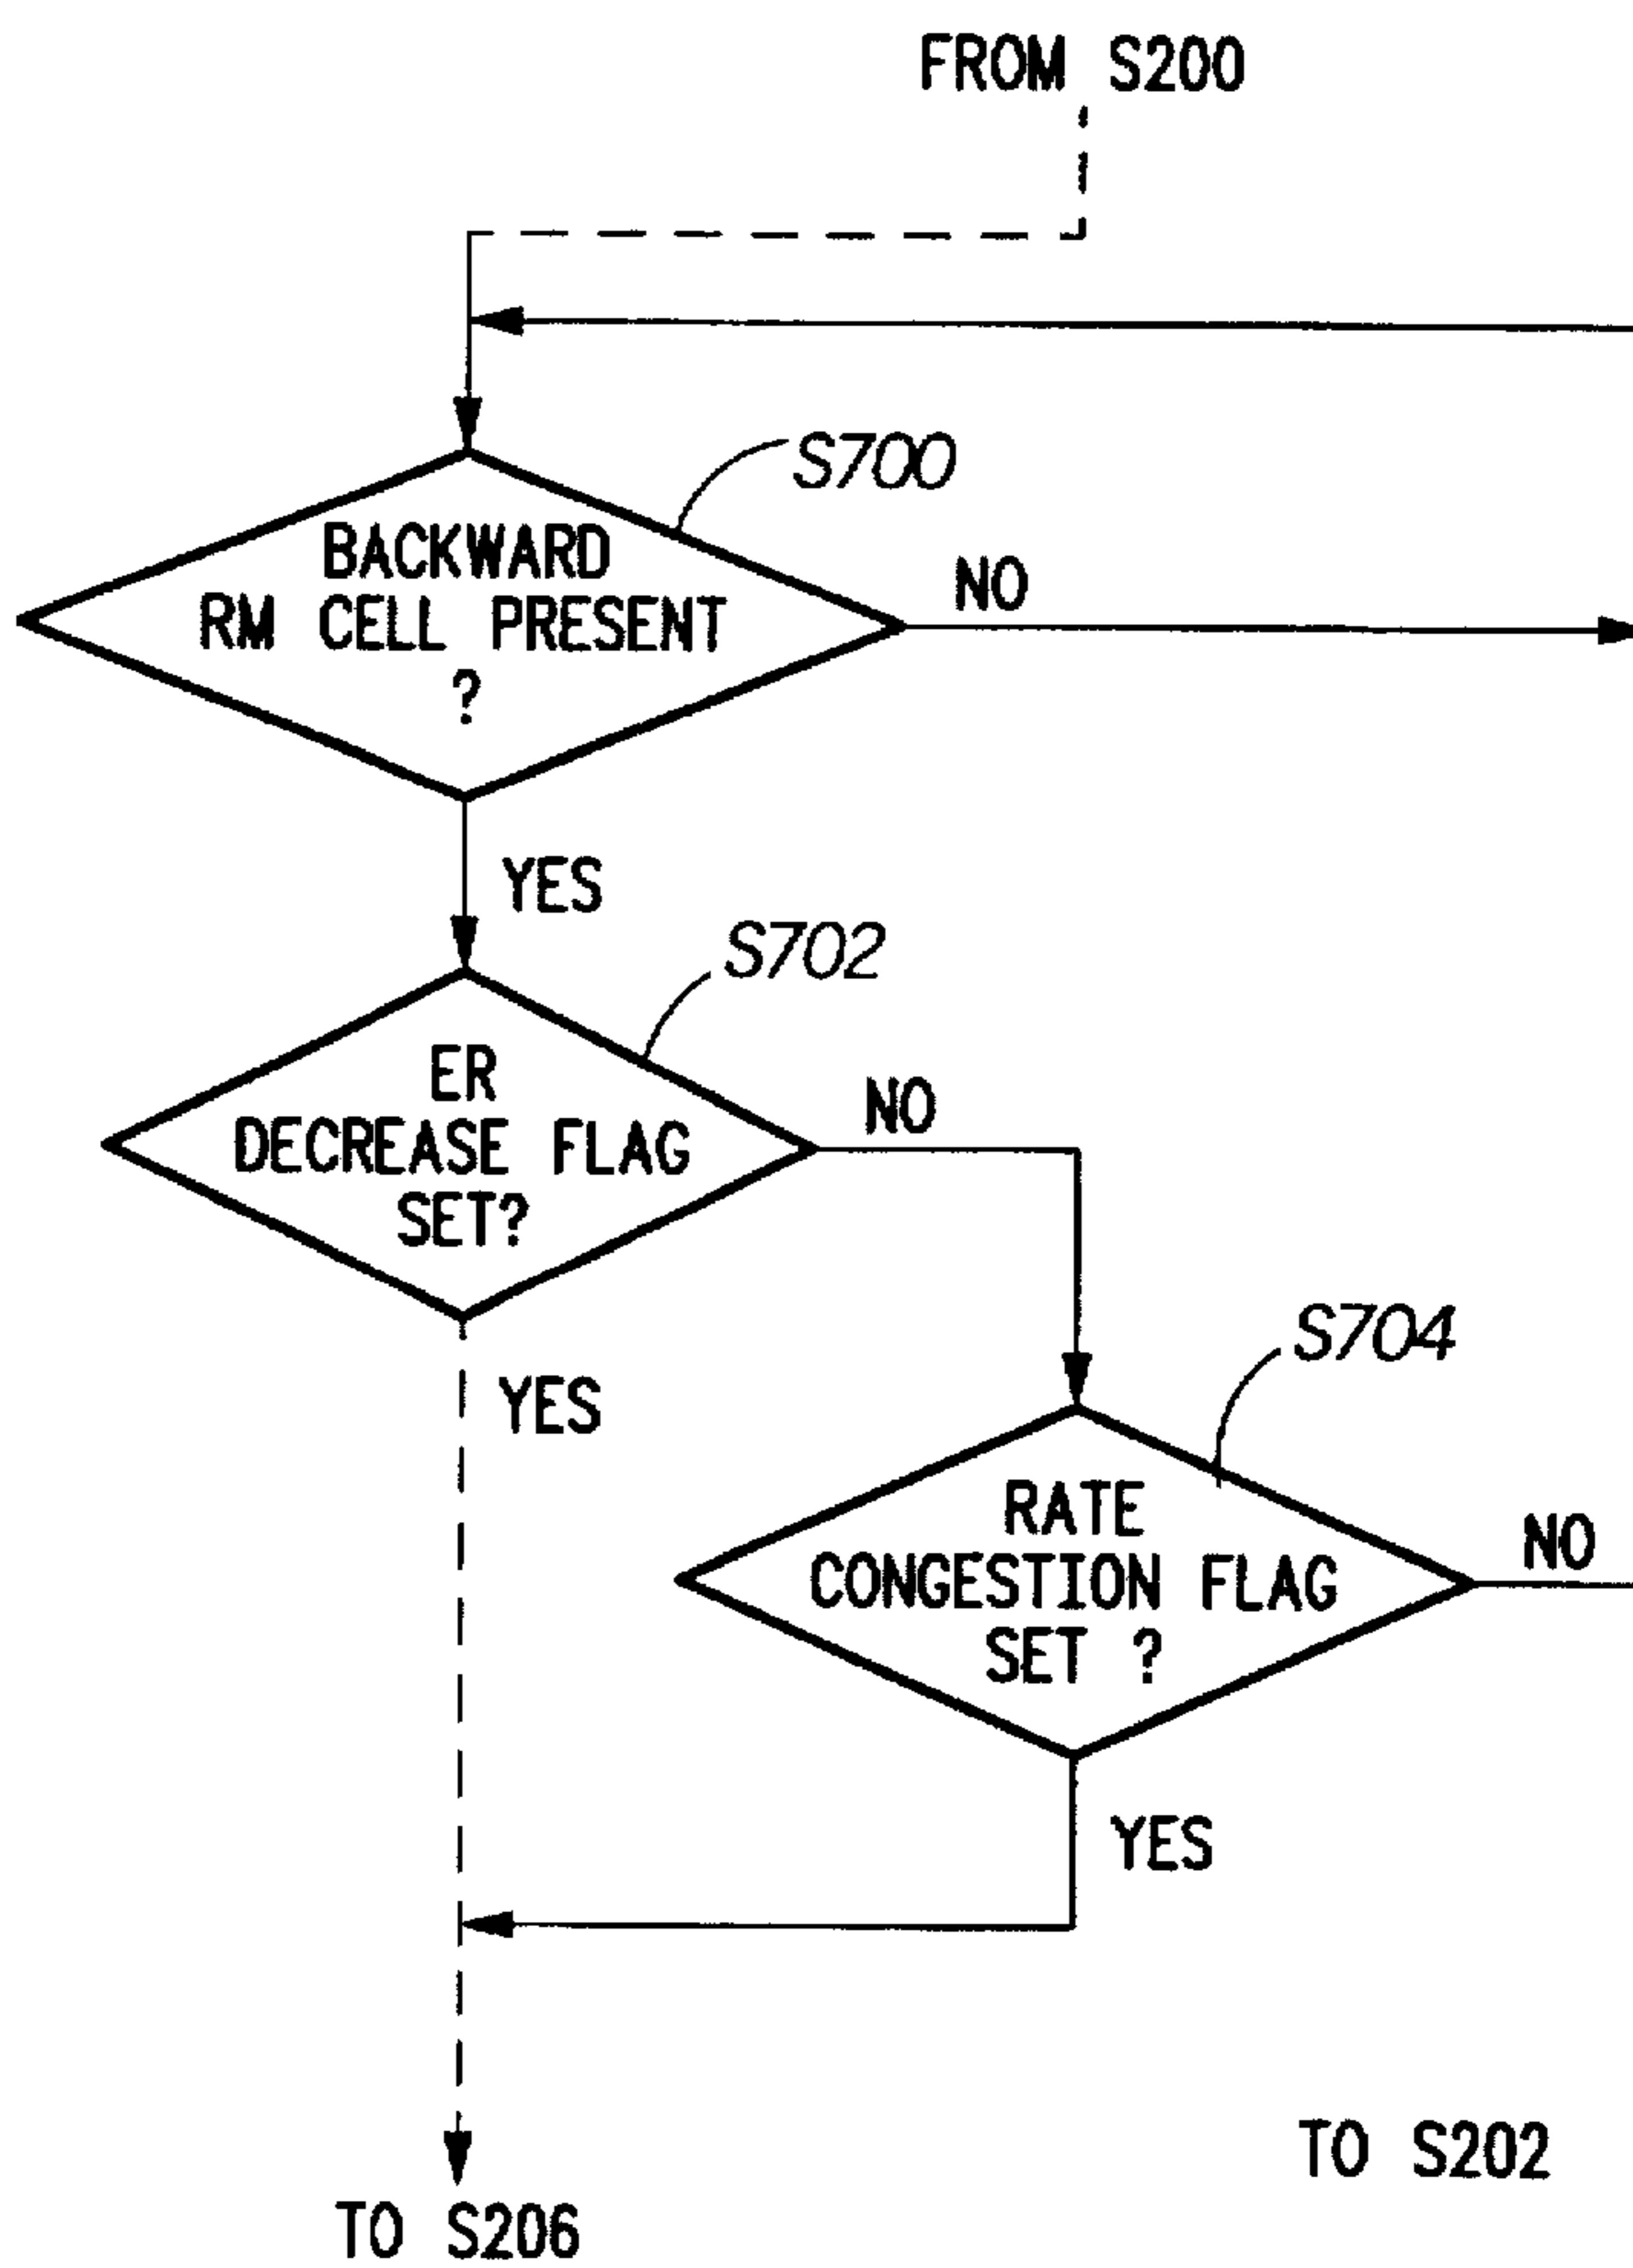 FROM S200
S700
BACKWARD
RM CELL PRESENT
?
NO
YES
S702
ER
DECREASE FLAG
SET?
NO
YES
S704
RATE
CONGESTION FLAG
SET ?
NO
YES
TO S202
TO S206